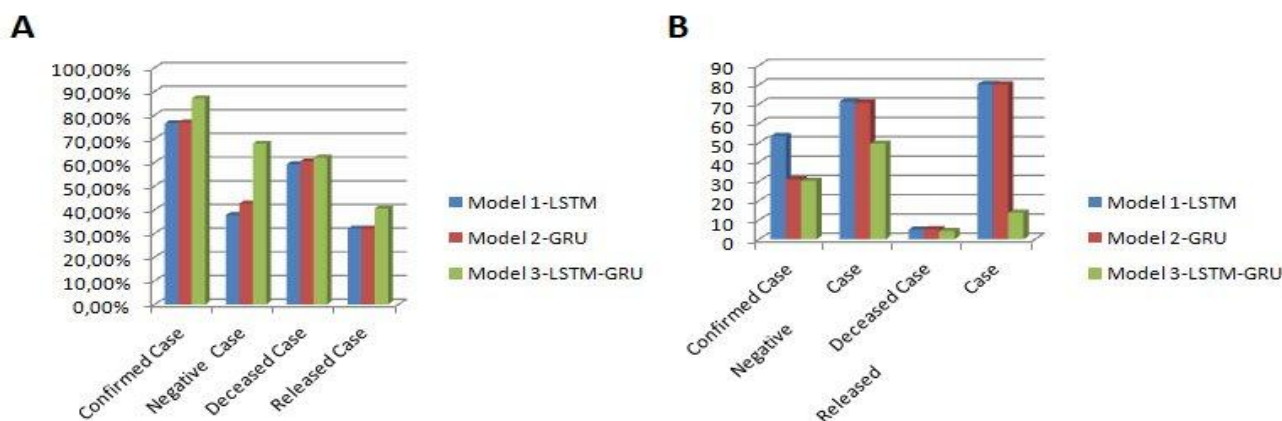 A
100,00%
90,00%
80,00%
70,00%
60,00%
50,00%
40,00%
30,00%
20,00%
10,00%
0,00%
Confirmed Case
Negative Case
Deceased Case
Released Case
Model 1-LSTM
Model 2-GRU
Model 3-LSTM-GRU
B
90
80
70
60
50
40
30
20
10
0
Confirmed Case
Negative Case
Deceased Case
Released Case
Model 1-LSTM
Model 2-GRU
Model 3-LSTM-GRU